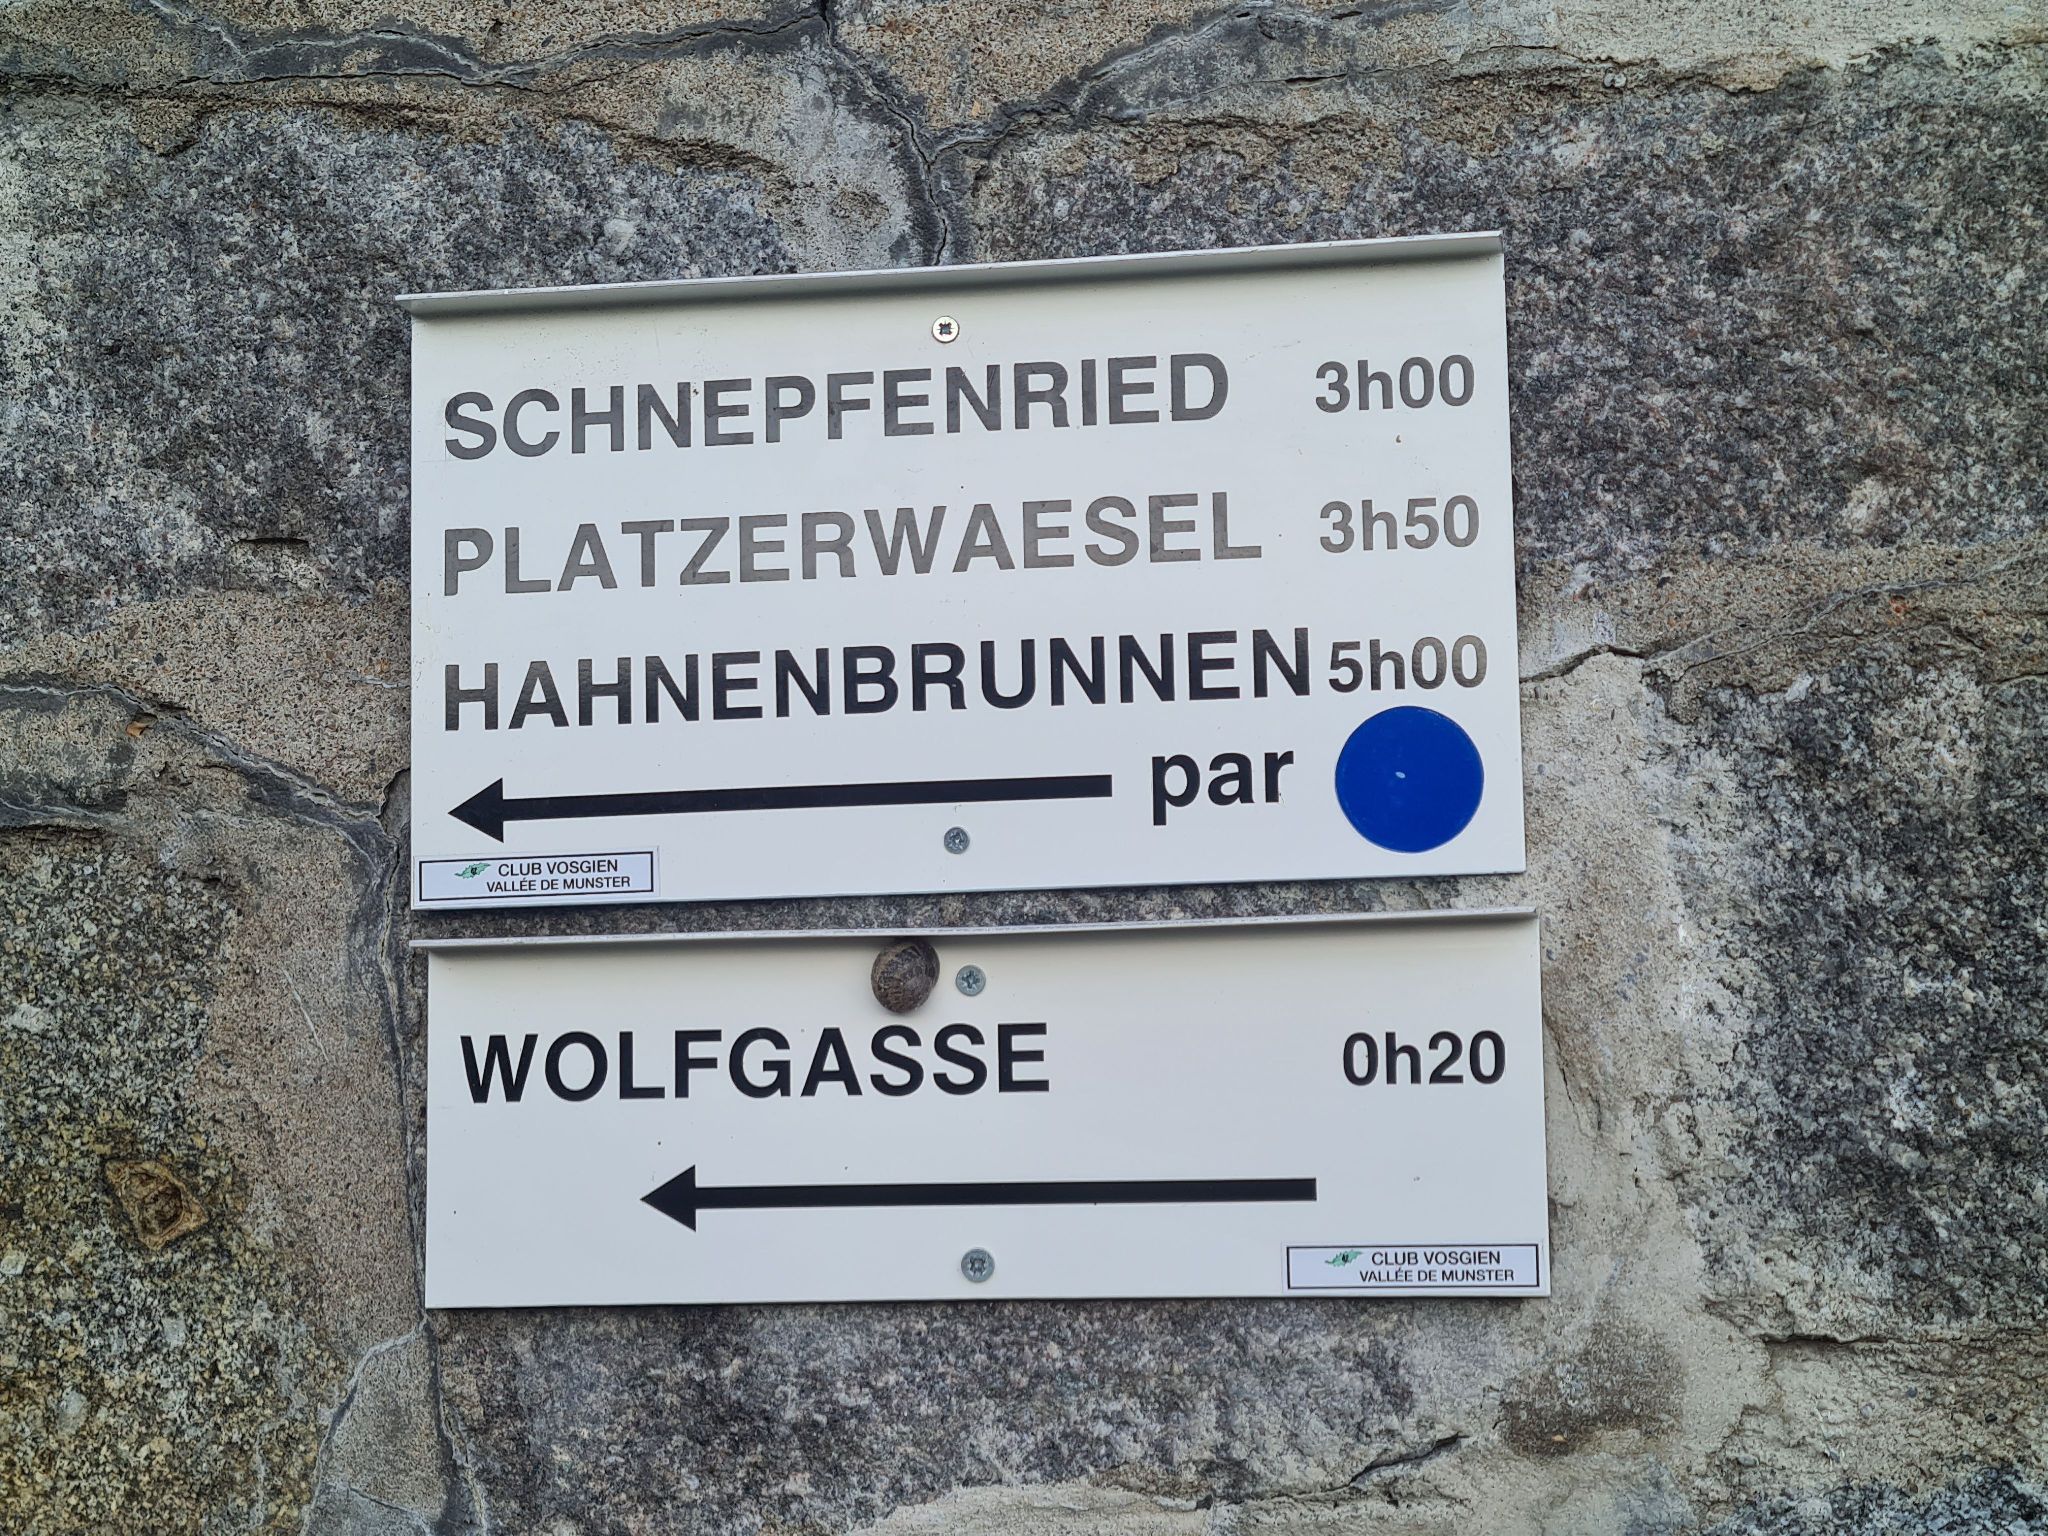 SCHNEPFENRIED 3h00
PLATZERWAESEL 3h50
HAHNENBRUNNEN 5h00
par
CLUB VOSGIEN
VALLÉE DE MUNSTER
WOLFGASSE 0h20
CLUB VOSGIEN
VALLÉE DE MUNSTER